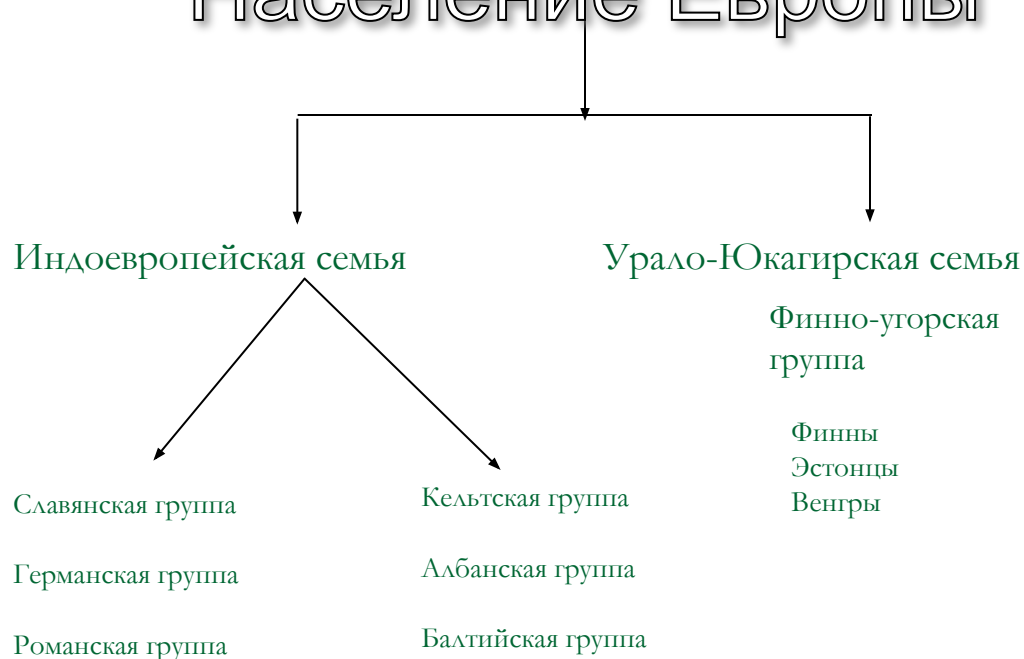 Население Европы
Индоевропейская семья
Урало-Юкагирская семья
Финно-угорская
группа
Финны
Эстонцы
Венгры
Славянская группа
Германская группа
Романская группа
Кельтская группа
Албанская группа
Балтийская группа